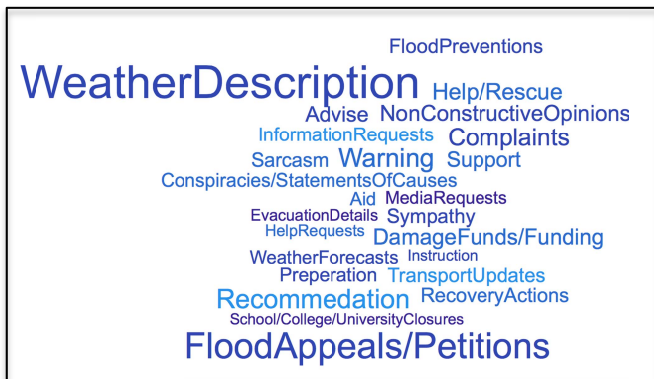 FloodPreventions
WeatherDescription Help/Rescue
Advise NonConstructiveOpinions
InformationRequests Complaints
Sarcasm Warning Support
Conspiracies/StatementsOfCauses
Aid MediaRequests
EvacuationDetails Sympathy
HelpRequests DamageFunds/Funding
WeatherForecasts Instruction
Preperation TransportUpdates
Recommedation RecoveryActions
School/College/UniversityClosures
FloodAppeals/Petitions